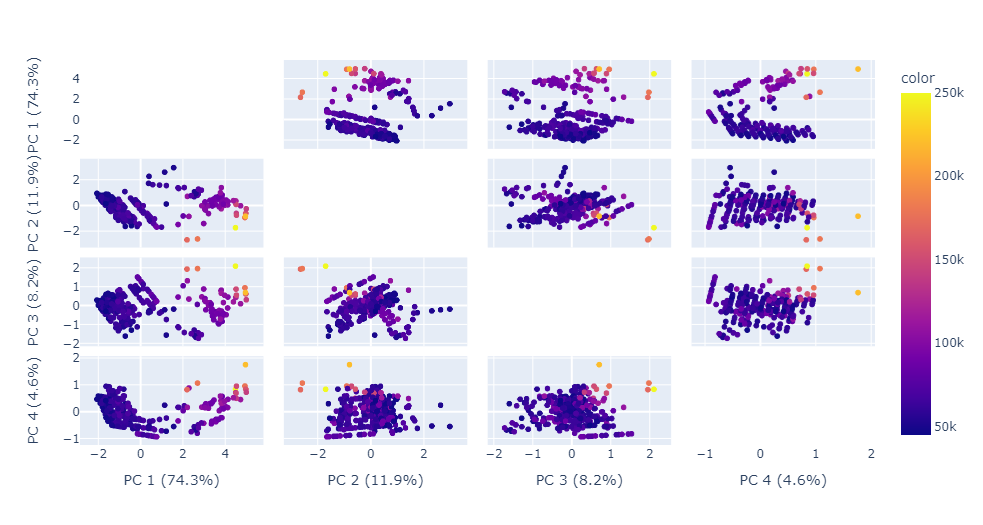 PC 1 (74.3%)
4
2
0
−2
PC 2 (11.9%)
2
0
−2
PC 3 (8.2%)
2
1
0
−1
−2
PC 4 (4.6%)
2
1
0
−1
−2 0 2 4
−2 0 2
−2 0 2
−1 0 1 2
PC 1 (74.3%) PC 2 (11.9%) PC 3 (8.2%) PC 4 (4.6%)
color
250k
200k
150k
100k
50k